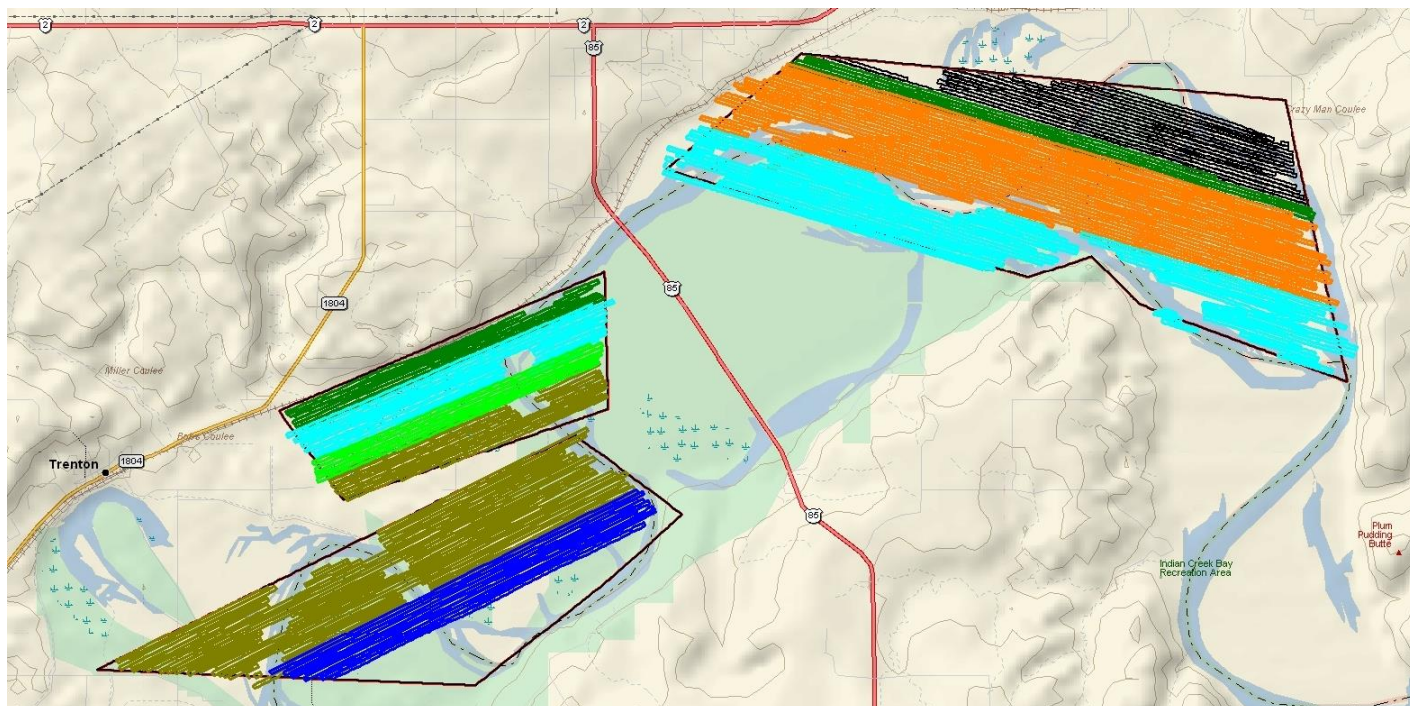 2
2
2
85
Crazy Man Coulee
85
1804
Miller Coulee
Trenton
1804
85
Plum
Pudding
Butte
Indian Creek Bay
Recreation Area